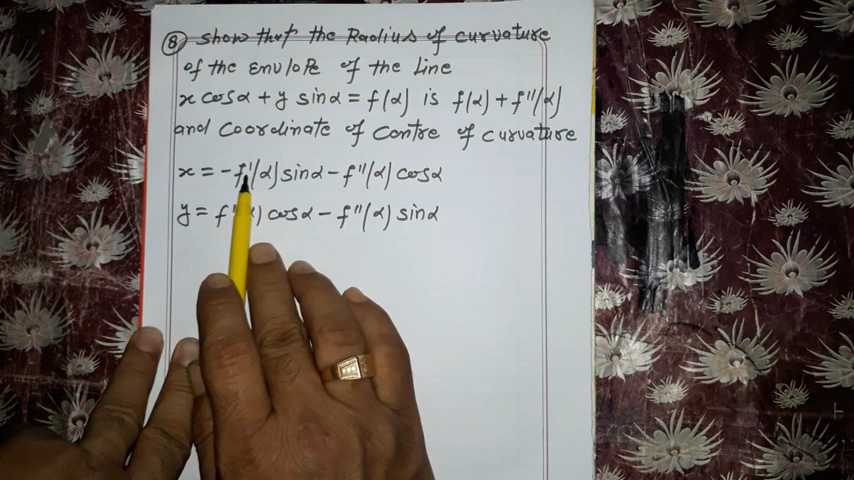 ⑧ Show that the Radius of curvature
of the Envlope of the Line
x cosα + y sinα = f(α) is f(α) + f''(α)
and Coordinate of Centre of Curvature
x = -f'(α) sinα - f''(α) cosα
y = cosα - f''(α) sinα